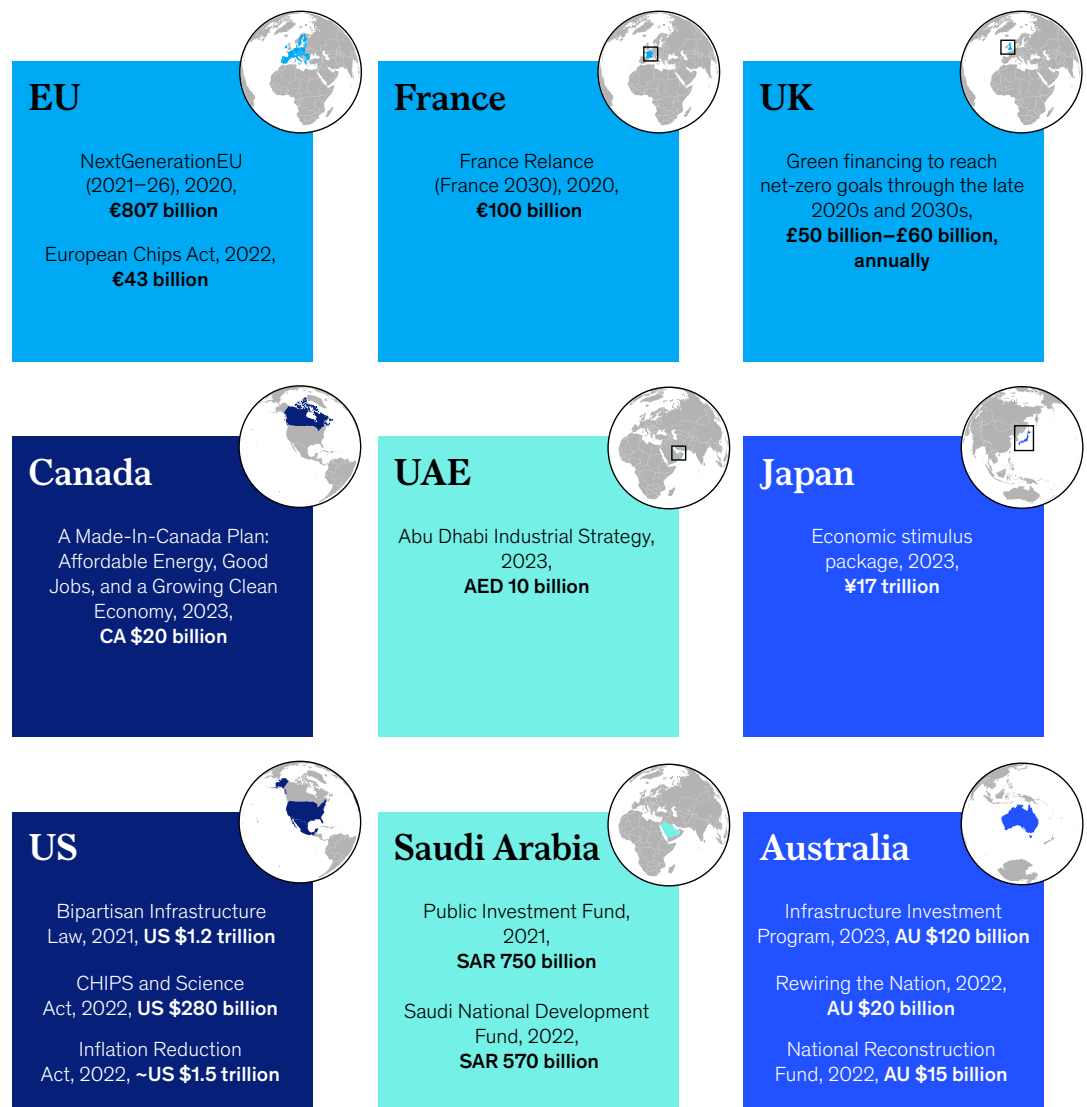 EU
NextGenerationEU
(2021–26), 2020,
€807 billion
European Chips Act, 2022,
€43 billion
France
France Relance
(France 2030), 2020,
€100 billion
UK
Green financing to reach
net-zero goals through the late
2020s and 2030s,
£50 billion–£60 billion,
annually
Canada
A Made-In-Canada Plan:
Affordable Energy, Good
Jobs, and a Growing Clean
Economy, 2023,
CA $20 billion
UAE
Abu Dhabi Industrial Strategy,
2023,
AED 10 billion
Japan
Economic stimulus
package, 2023,
¥17 trillion
US
Bipartisan Infrastructure
Law, 2021, US $1.2 trillion
CHIPS and Science
Act, 2022, US $280 billion
Inflation Reduction
Act, 2022, ~US $1.5 trillion
Saudi Arabia
Public Investment Fund,
2021,
SAR 750 billion
Saudi National Development
Fund, 2022,
SAR 570 billion
Australia
Infrastructure Investment
Program, 2023, AU $120 billion
Rewiring the Nation, 2022,
AU $20 billion
National Reconstruction
Fund, 2022, AU $15 billion